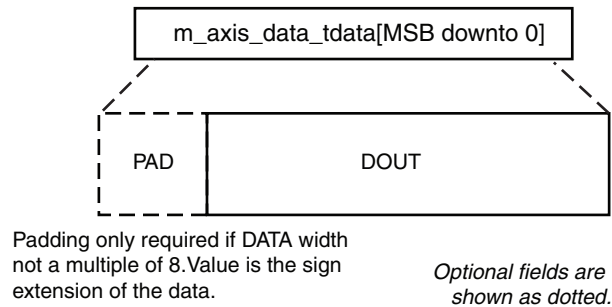 m_axis_data_tdata[MSB downto 0]
PAD
DOUT
Padding only required if DATA width
not a multiple of 8.Value is the sign
extension of the data.
Optional fields are
shown as dotted.